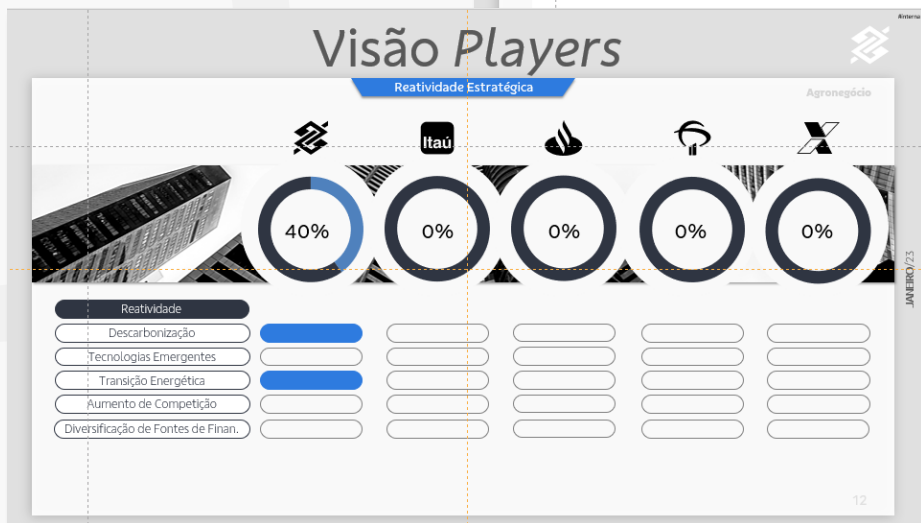 #interna
Visão Players
Reatividade Estratégica
Agronegócio
Itaú
40%
0%
0%
0%
0%
JANEIRO/23
Reatividade
Descarbonização
Tecnologias Emergentes
Transição Energética
Aumento de Competição
Diversificação de Fontes de Finan.
12